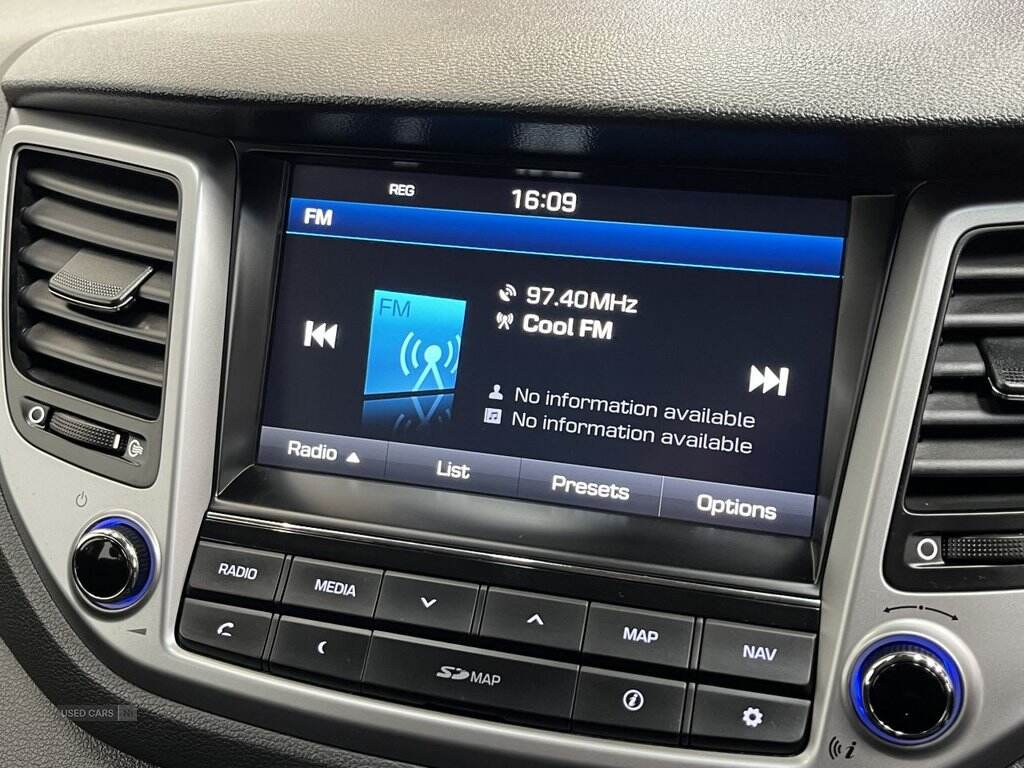 REG 16:09
FM
FM
97.40MHz
Cool FM
No information available
No information available
Radio List Presets Options
RADIO MEDIA MAP NAV
SD MAP
USED CARS NI